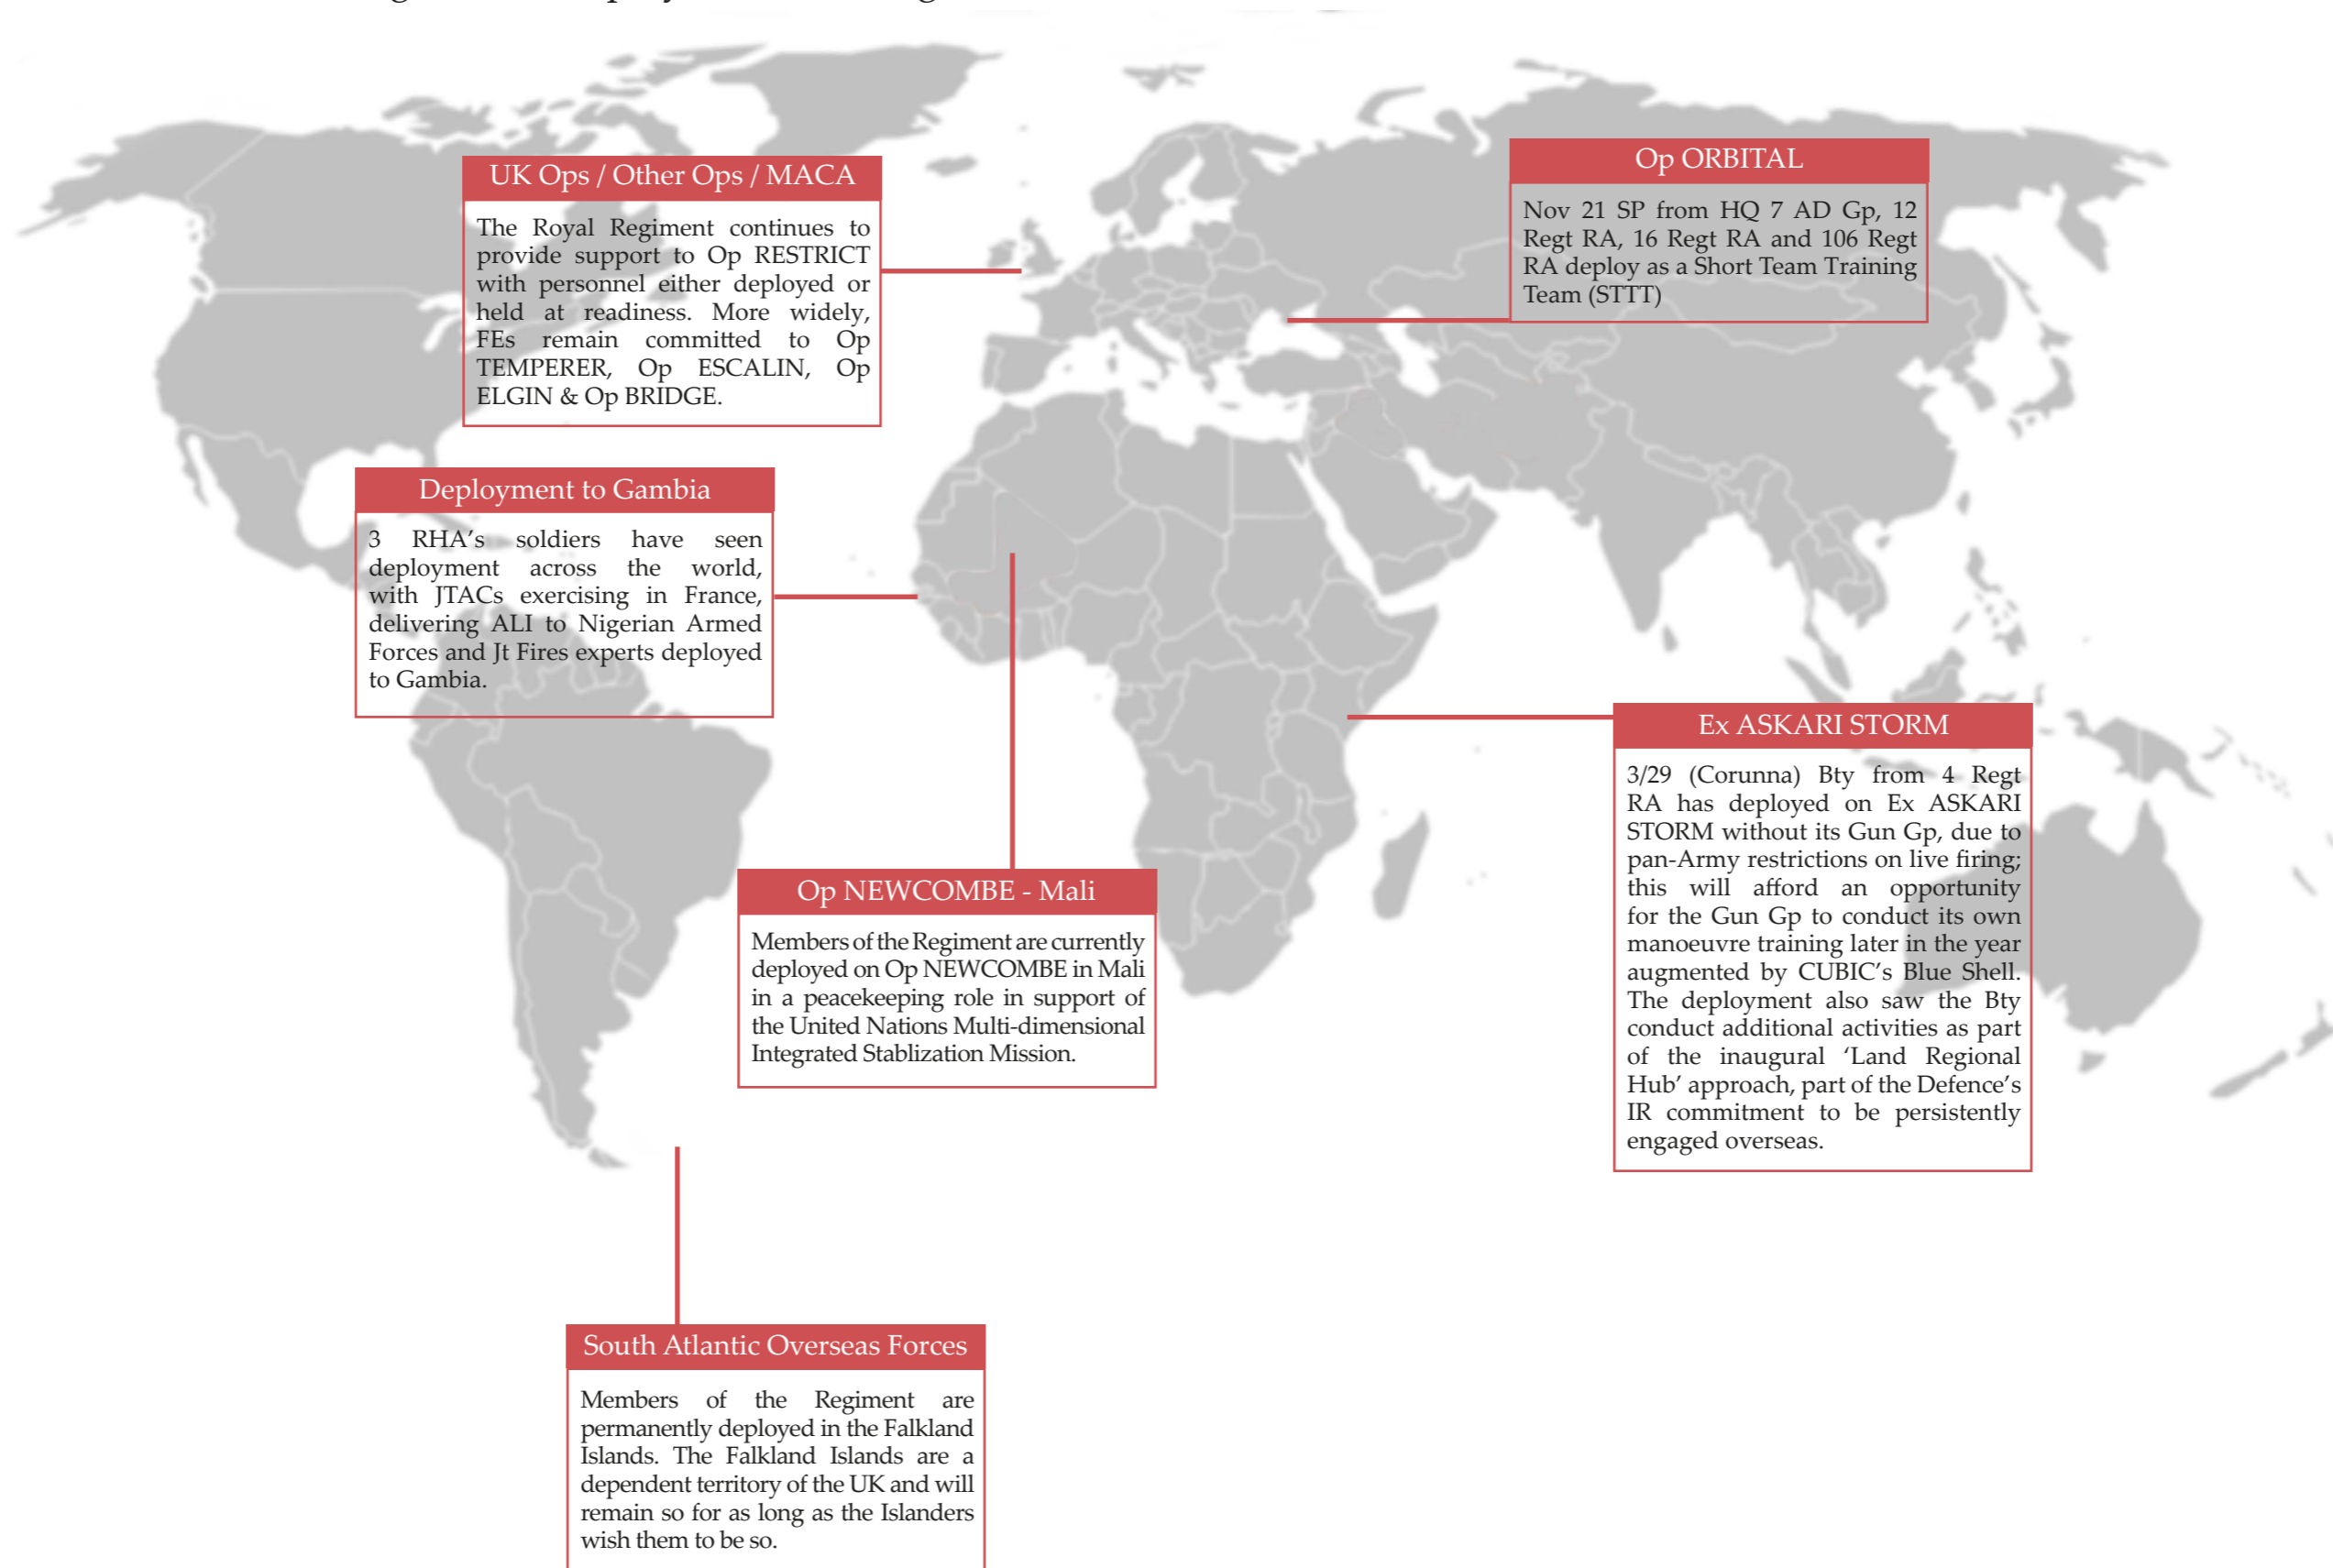 UK Ops / Other Ops / MACA
The Royal Regiment continues to
provide support to Op RESTRICT
with personnel either deployed or
held at readiness. More widely,
FEs remain committed to Op
TEMPERER, Op ESCALIN, Op
ELGIN & Op BRIDGE.
Op ORBITAL
Nov 21 SP from HQ 7 AD Gp, 12
Regt RA, 16 Regt RA and 106 Regt
RA deploy as a Short Team Training
Team (STTT)
Deployment to Gambia
3 RHA's soldiers have seen
deployment across the world,
with JTACs exercising in France,
delivering ALI to Nigerian Armed
Forces and Jt Fires experts deployed
to Gambia.
Ex ASKARI STORM
3/29 (Corunna) Bty from 4 Regt
RA has deployed on Ex ASKARI
STORM without its Gun Gp, due to
pan-Army restrictions on live firing;
this will afford an opportunity
for the Gun Gp to conduct its own
manoeuvre training later in the year
augmented by CUBIC's Blue Shell.
The deployment also saw the Bty
conduct additional activities as part
of the inaugural 'Land Regional
Hub' approach, part of the Defence's
IR commitment to be persistently
engaged overseas.
Op NEWCOMBE - Mali
Members of the Regiment are currently
deployed on Op NEWCOMBE in Mali
in a peacekeeping role in support of
the United Nations Multi-dimensional
Integrated Stablization Mission.
South Atlantic Overseas Forces
Members of the Regiment are
permanently deployed in the Falkland
Islands. The Falkland Islands are a
dependent territory of the UK and will
remain so for as long as the Islanders
wish them to be so.